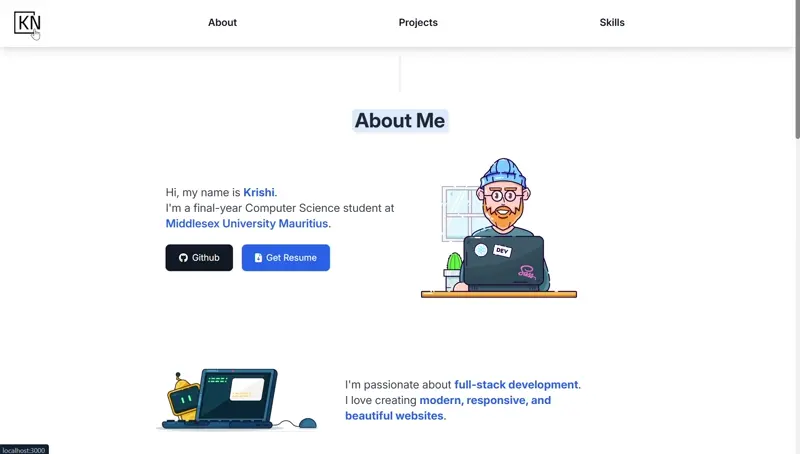 KN
About
Projects
Skills
About Me
Hi, my name is Krishi.
I'm a final-year Computer Science student at
Middlesex University Mauritius.
Github
Get Resume
DEV
I'm passionate about full-stack development.
I love creating modern, responsive, and
beautiful websites.
localhost:3000